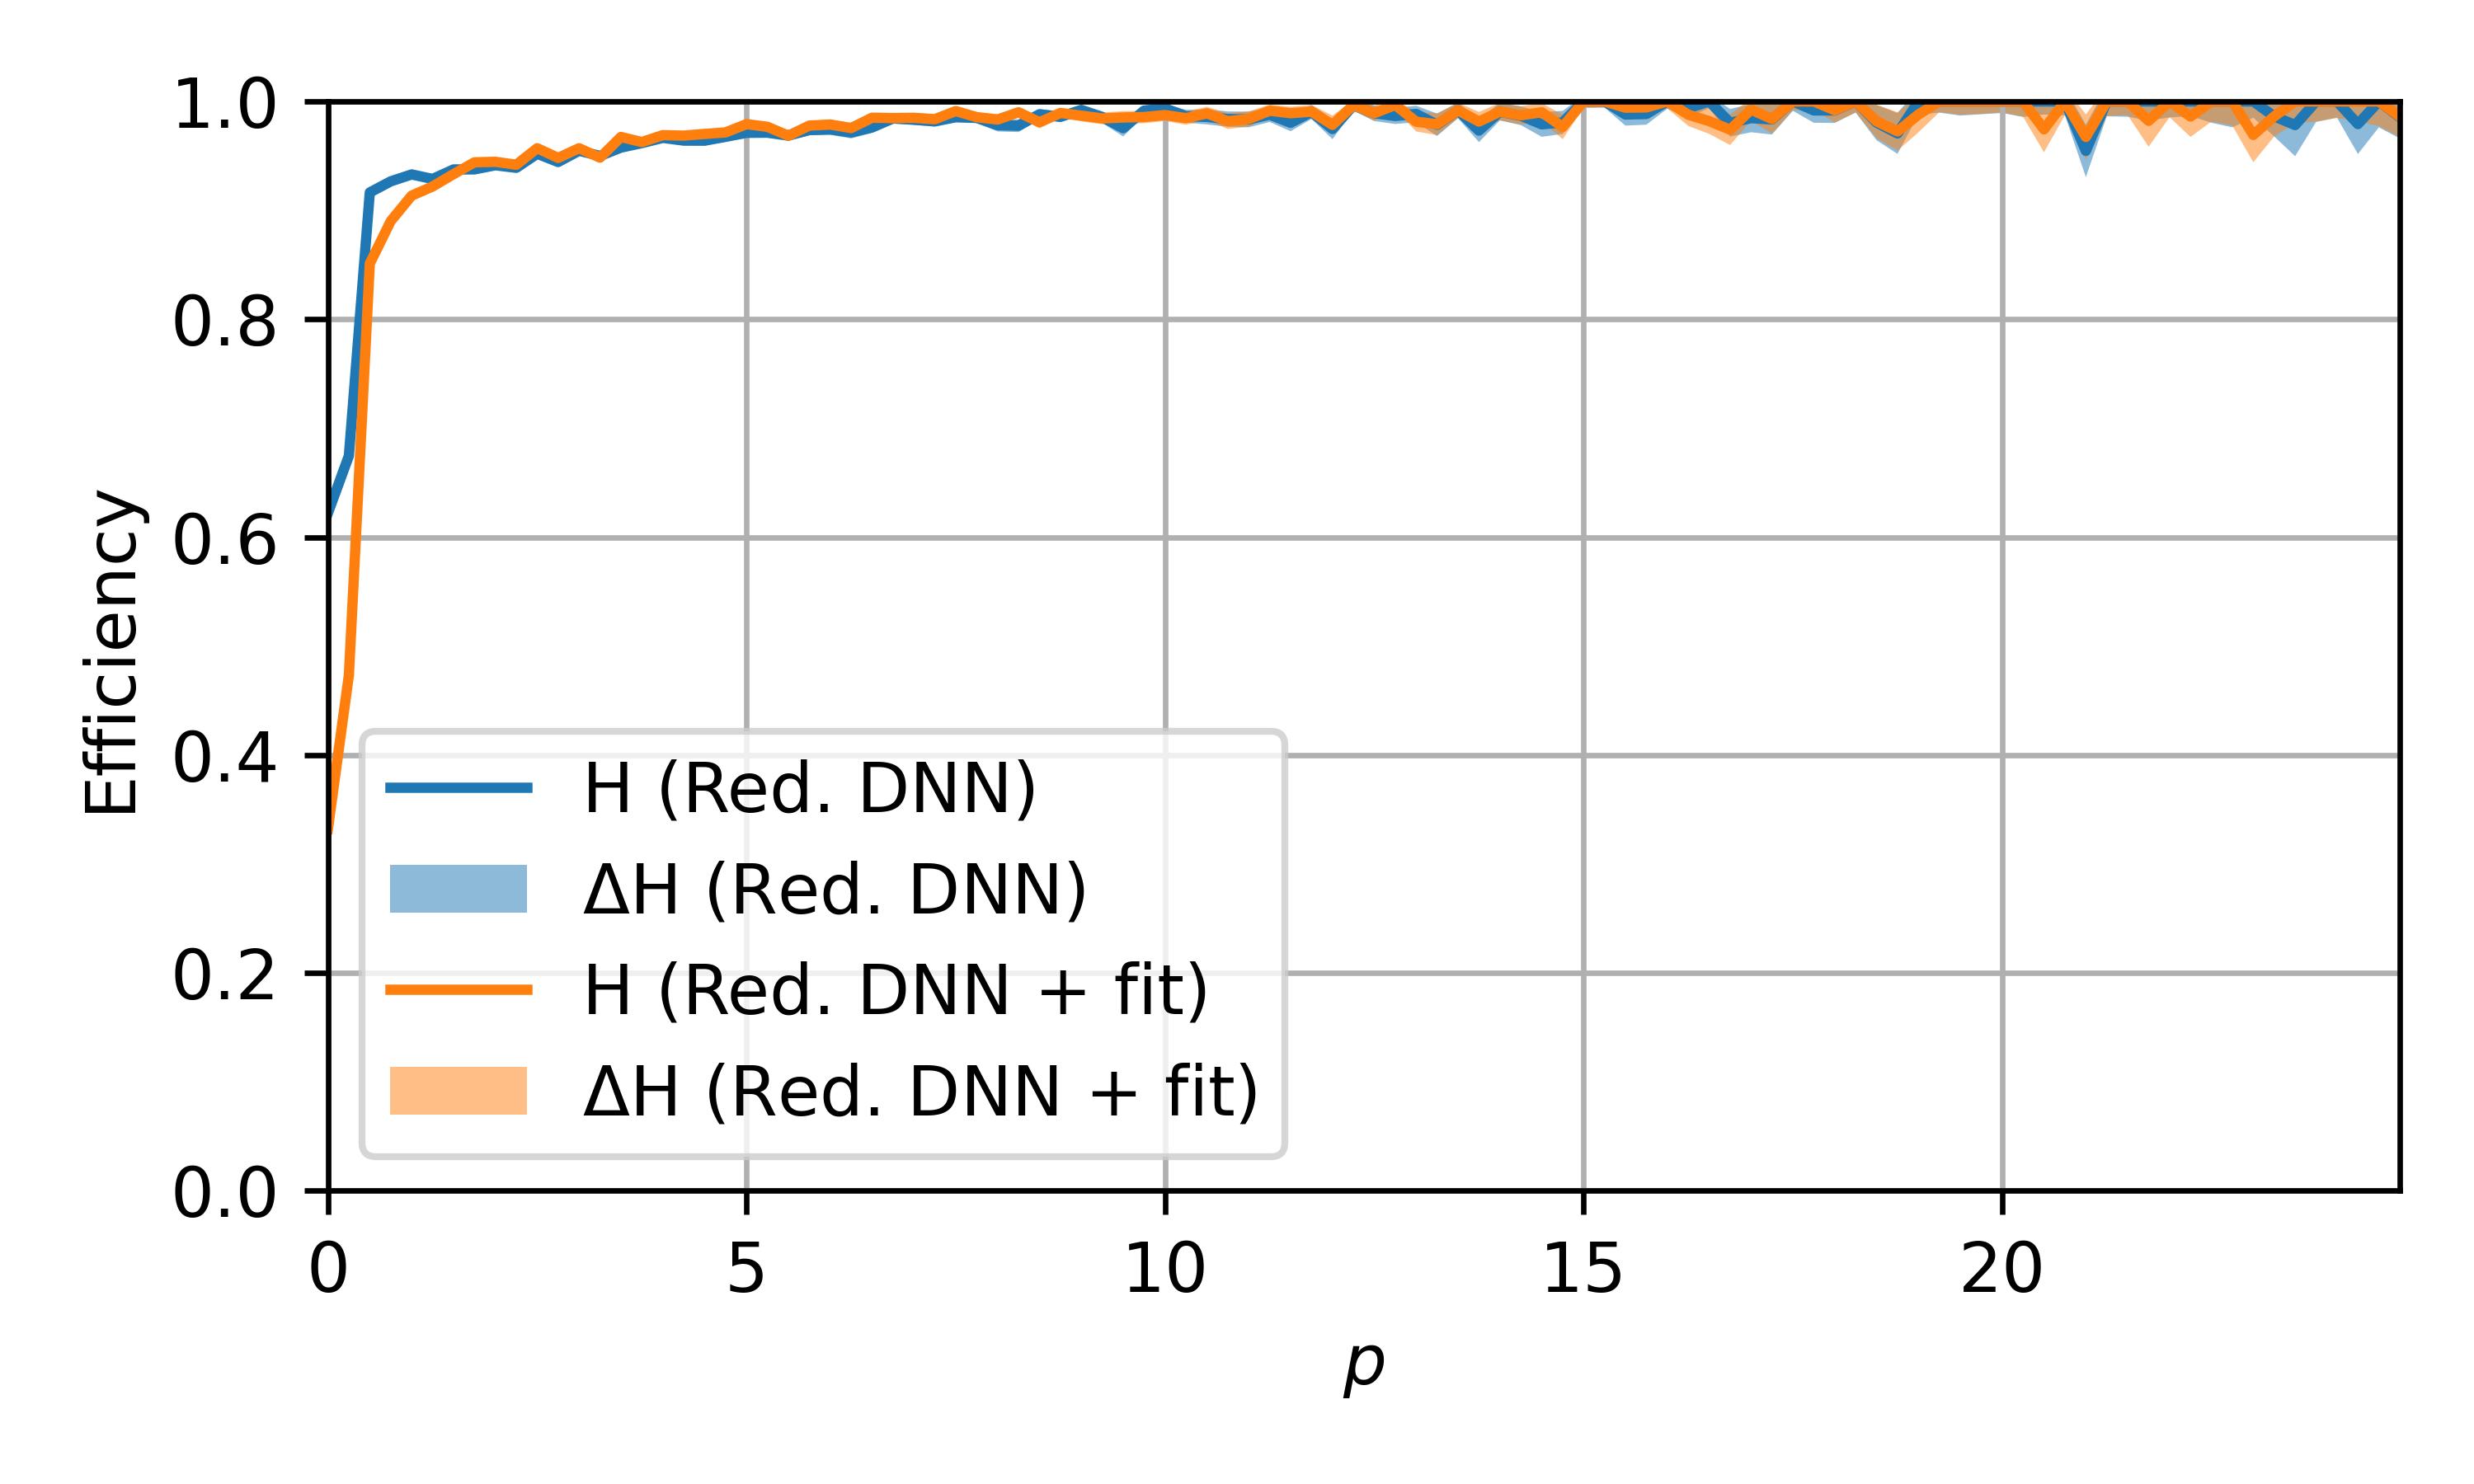 1.0
0.8
0.6
0.4
0.2
0.0
Efficiency
H (Red. DNN)
ΔH (Red. DNN)
H (Red. DNN + fit)
ΔH (Red. DNN + fit)
0 5 10 15 20
p